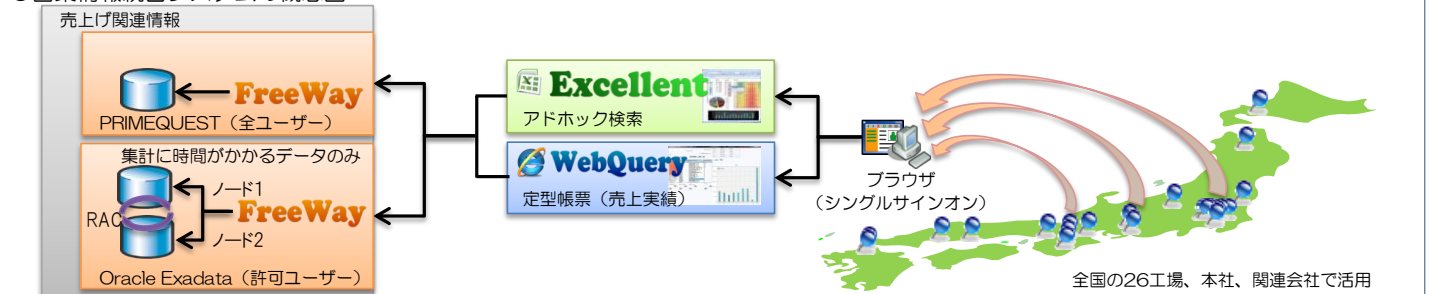 売上げ関連情報
FreeWay
PRIMEQUEST（全ユーザー）
集計に時間がかかるデータのみ
ノード1
RAC
FreeWay
ノード2
Oracle Exadata（許可ユーザー）
Excellent
アドホック検索
WebQuery
定型帳票（売上実績）
ブラウザ
（シングルサインオン）
全国の26工場、本社、関連会社で活用